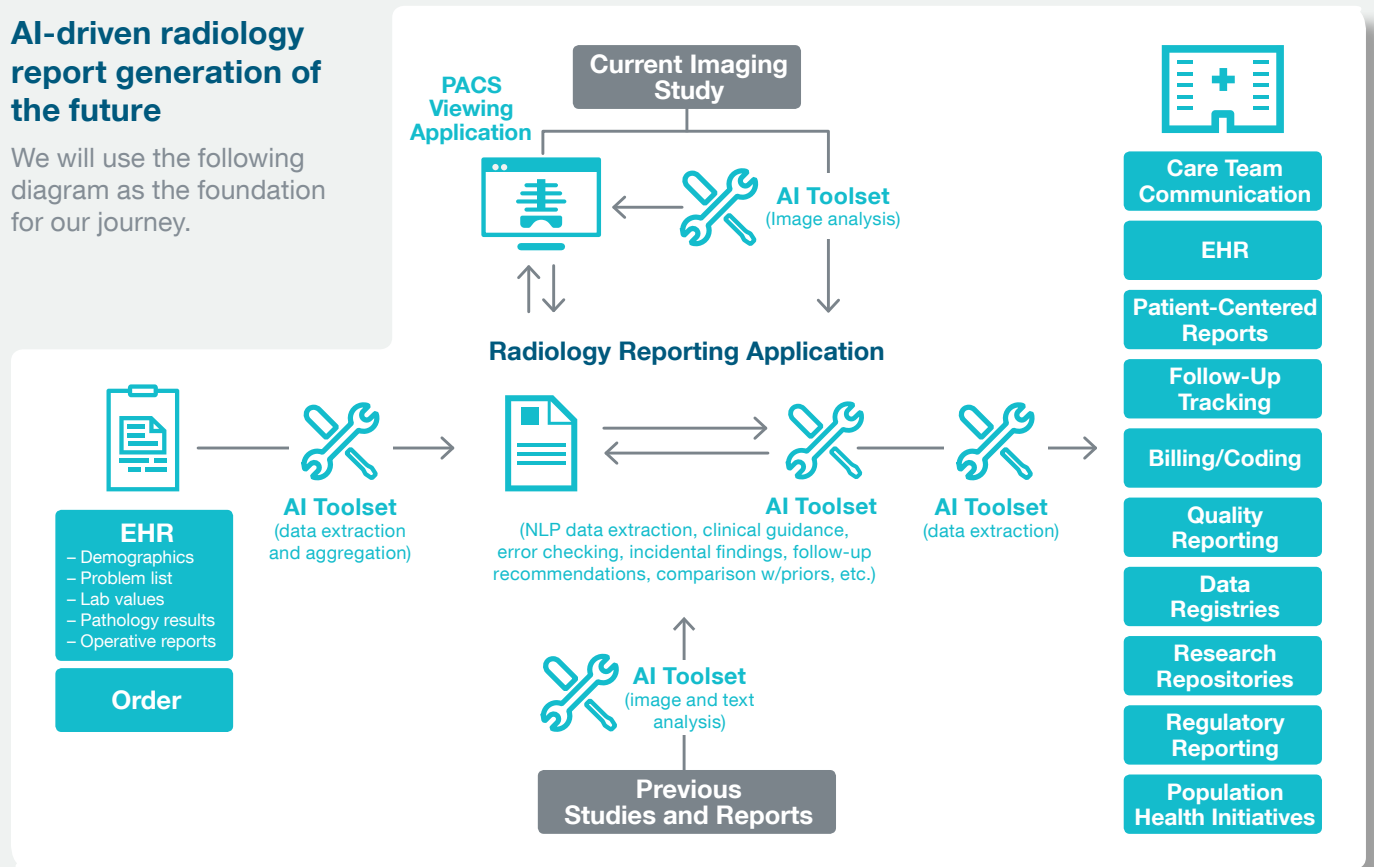 AI-driven radiology
report generation of
the future
We will use the following
diagram as the foundation
for our journey.
PACS
Viewing
Application
Current Imaging
Study
AI Toolset
(Image analysis)
Radiology Reporting Application
EHR
– Demographics
– Problem list
– Lab values
– Pathology results
– Operative reports
Order
AI Toolset
(data extraction
and aggregation)
AI Toolset
(NLP data extraction, clinical guidance,
error checking, incidental findings, follow-up
recommendations, comparison w/priors, etc.)
AI Toolset
(data extraction)
AI Toolset
(image and text
analysis)
Previous
Studies and Reports
Care Team
Communication
EHR
Patient-Centered
Reports
Follow-Up
Tracking
Billing/Coding
Quality
Reporting
Data
Registries
Research
Repositories
Regulatory
Reporting
Population
Health Initiatives